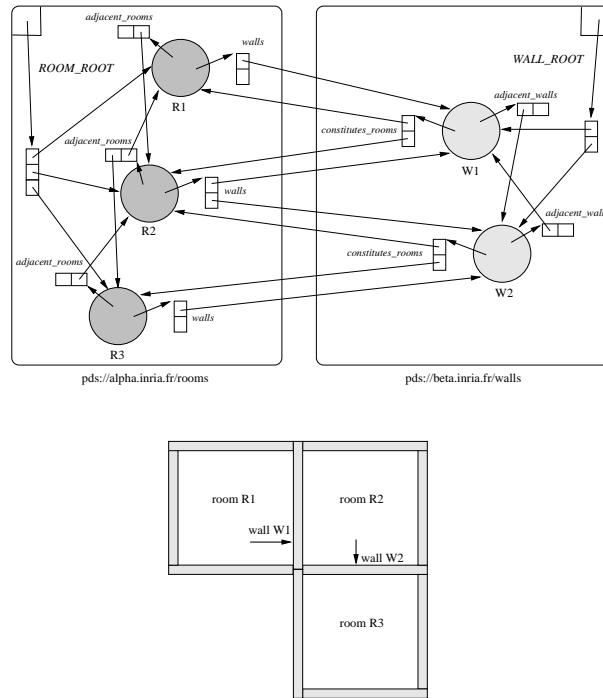 adjacent_rooms
walls
ROOM_ROOT
R1
adjacent_rooms
R2
walls
adjacent_rooms
walls
R3
pds://alpha.inria.fr/rooms
WALL_ROOT
adjacent_walls
constitutes_rooms
W1
adjacent_wall
constitutes_rooms
W2
pds://beta.inria.fr/walls
room R1
room R2
wall W1
wall W2
room R3